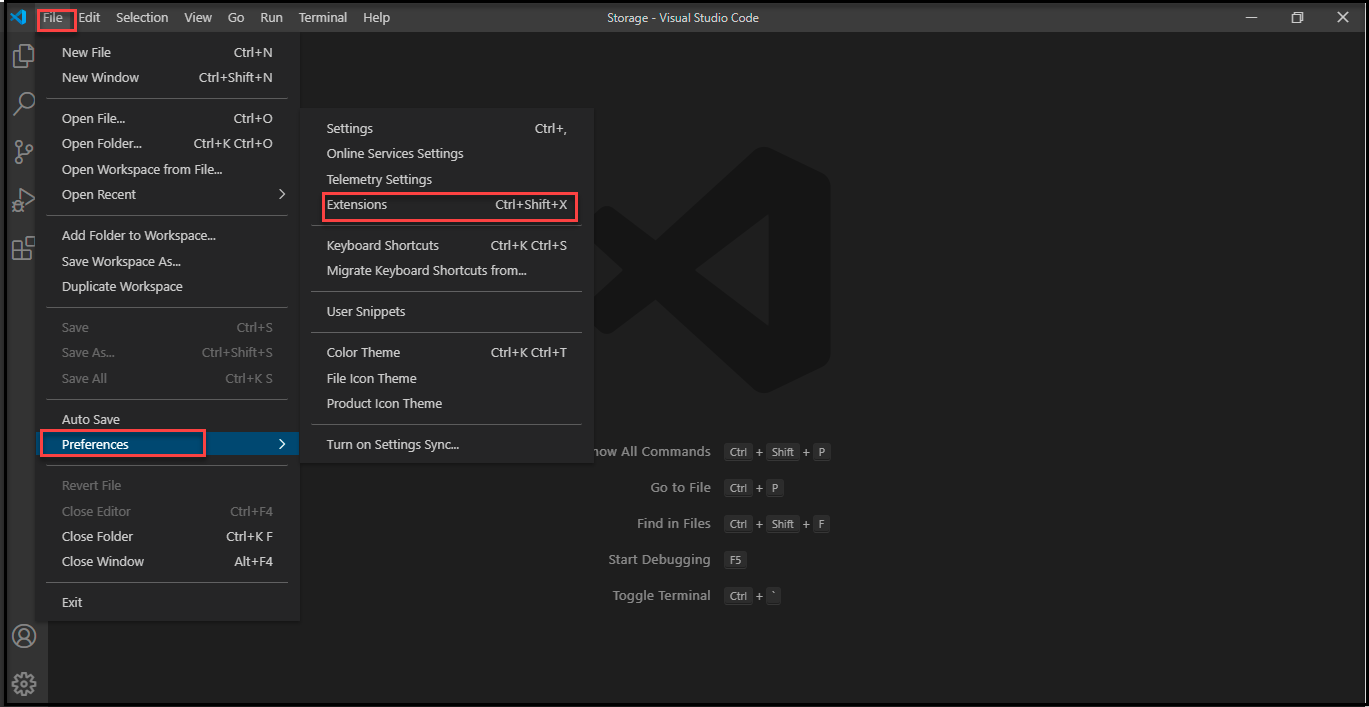 File Edit Selection View Go Run Terminal Help Storage - Visual Studio Code
New File Ctrl+N
New Window Ctrl+Shift+N
Open File... Ctrl+O
Open Folder... Ctrl+K Ctrl+O
Open Workspace from File...
Open Recent
Add Folder to Workspace...
Save Workspace As...
Duplicate Workspace
Save Ctrl+S
Save As... Ctrl+Shift+S
Save All Ctrl+K S
Auto Save
Preferences
Revert File
Close Editor Ctrl+F4
Close Folder Ctrl+K F
Close Window Alt+F4
Exit
Settings Ctrl+,
Online Services Settings
Telemetry Settings
Extensions Ctrl+Shift+X
Keyboard Shortcuts Ctrl+K Ctrl+S
Migrate Keyboard Shortcuts from...
User Snippets
Color Theme Ctrl+K Ctrl+T
File Icon Theme
Product Icon Theme
Turn on Settings Sync...
how All Commands Ctrl + Shift + P
Go to File Ctrl + P
Find in Files Ctrl + Shift + F
Start Debugging F5
Toggle Terminal Ctrl + `